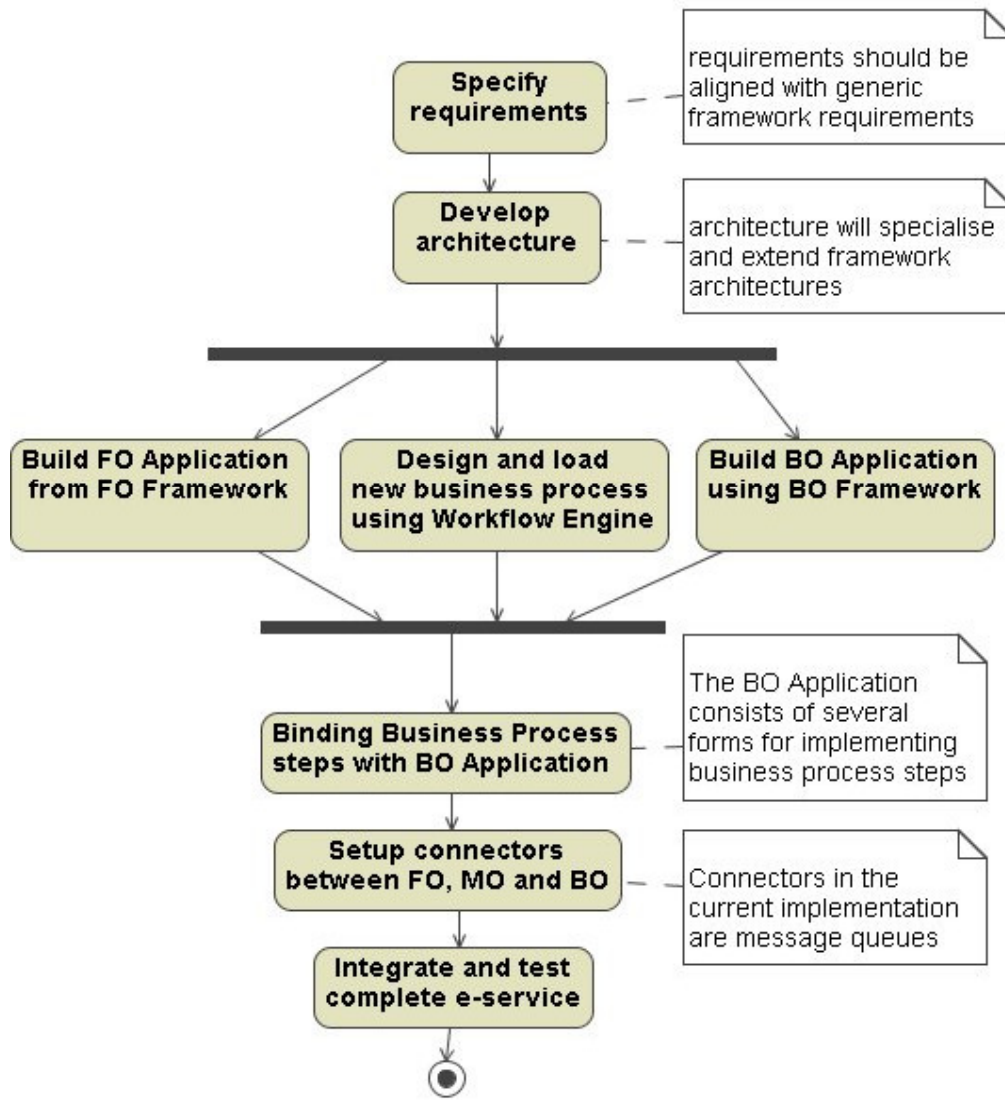 Specify
requirements
requirements should be
aligned with generic
framework requirements
Develop
architecture
architecture will specialise
and extend framework
architectures
Build FO Application
from FO Framework
Design and load
new business process
using Workflow Engine
Build BO Application
using BO Framework
Binding Business Process
steps with BO Application
The BO Application
consists of several
forms for implementing
business process steps
Setup connectors
between FO, MO and BO
Connectors in the
current implementation
are message queues
Integrate and test
complete e-service